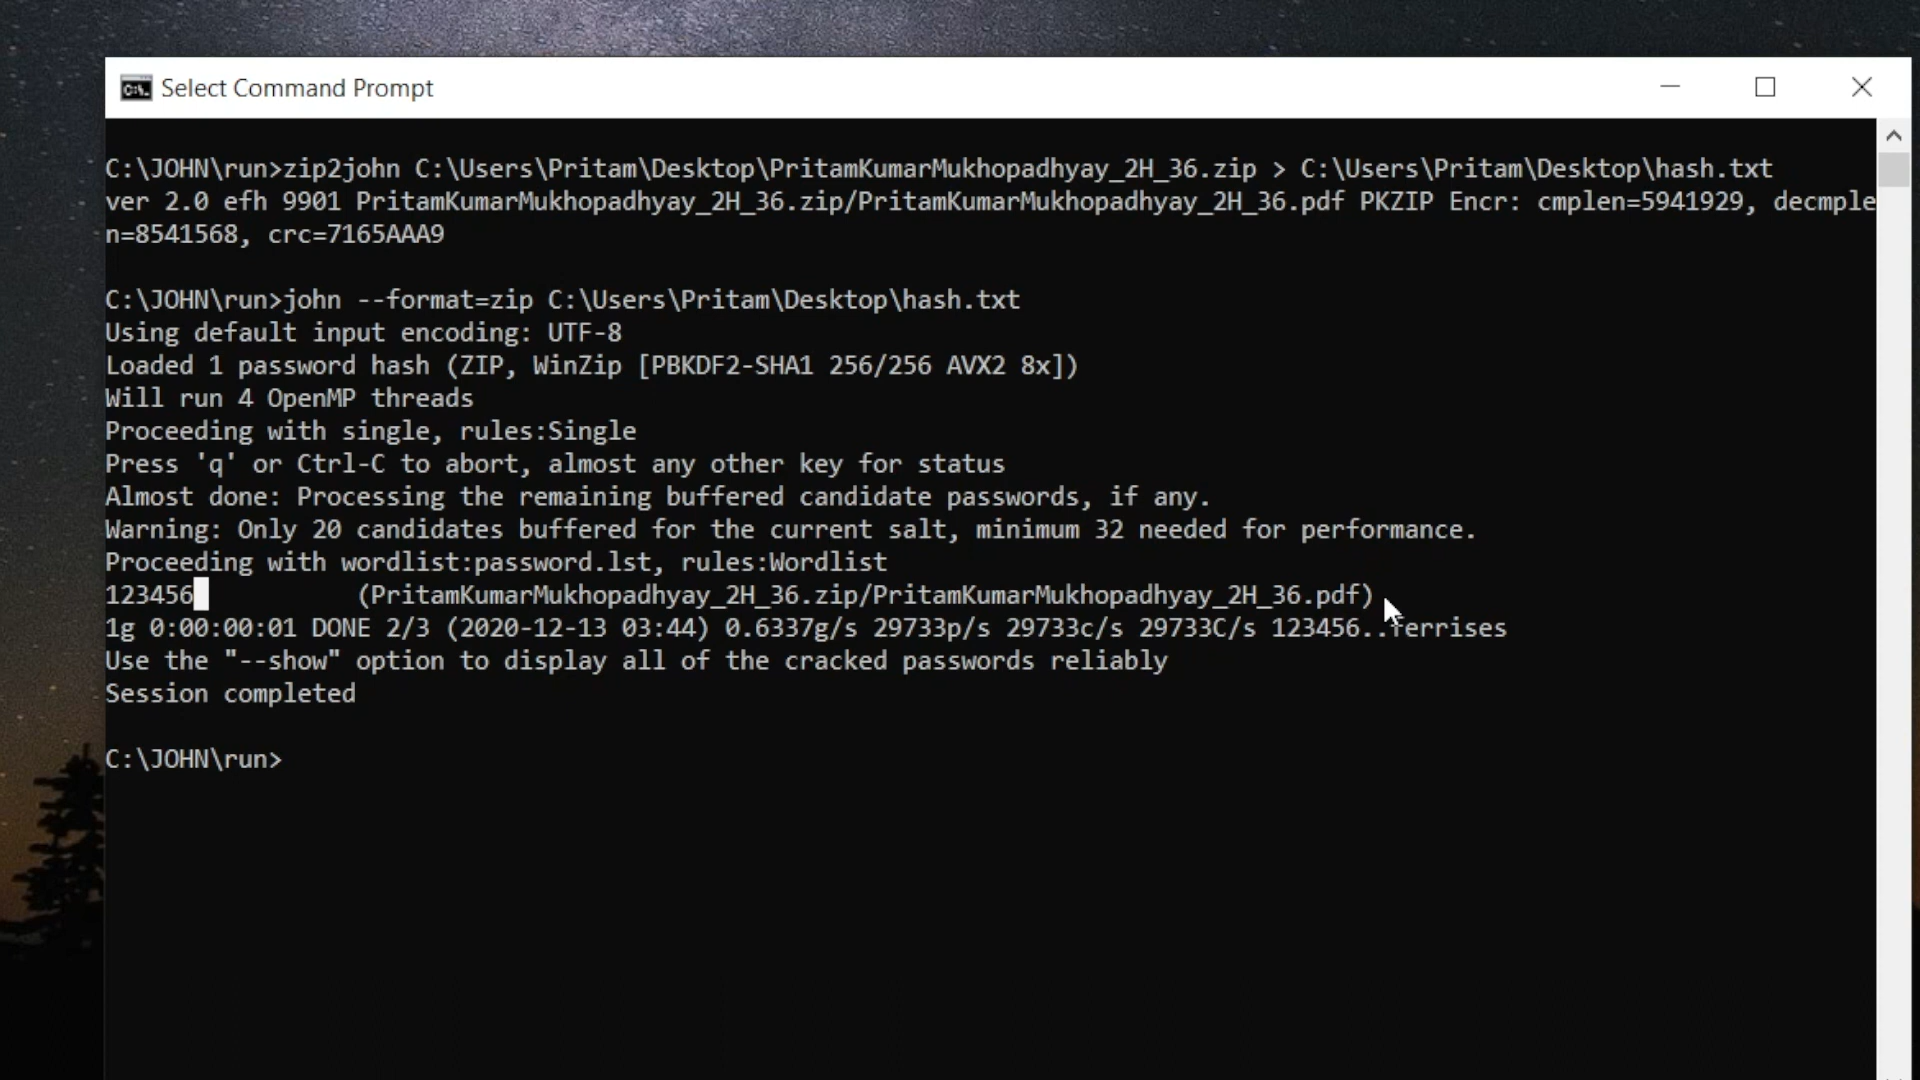 Select Command Prompt
C:\JOHN\run>zip2john C:\Users\Pritam\Desktop\PritamKumarMukhopadhyay_2H_36.zip > C:\Users\Pritam\Desktop\hash.txt
ver 2.0 efh 9901 PritamKumarMukhopadhyay_2H_36.zip/PritamKumarMukhopadhyay_2H_36.pdf PKZIP Encr: cmplen=5941929, decmple
n=8541568, crc=7165AAA9
C:\JOHN\run>john --format=zip C:\Users\Pritam\Desktop\hash.txt
Using default input encoding: UTF-8
Loaded 1 password hash (ZIP, WinZip [PBKDF2-SHA1 256/256 AVX2 8x])
Will run 4 OpenMP threads
Proceeding with single, rules:Single
Press 'q' or Ctrl-C to abort, almost any other key for status
Almost done: Processing the remaining buffered candidate passwords, if any.
Warning: Only 20 candidates buffered for the current salt, minimum 32 needed for performance.
Proceeding with wordlist:password.lst, rules:Wordlist
123456 (PritamKumarMukhopadhyay_2H_36.zip/PritamKumarMukhopadhyay_2H_36.pdf)
1g 0:00:00:01 DONE 2/3 (2020-12-13 03:44) 0.6337g/s 29733p/s 29733c/s 29733C/s 123456..ferrises
Use the "--show" option to display all of the cracked passwords reliably
Session completed
C:\JOHN\run>